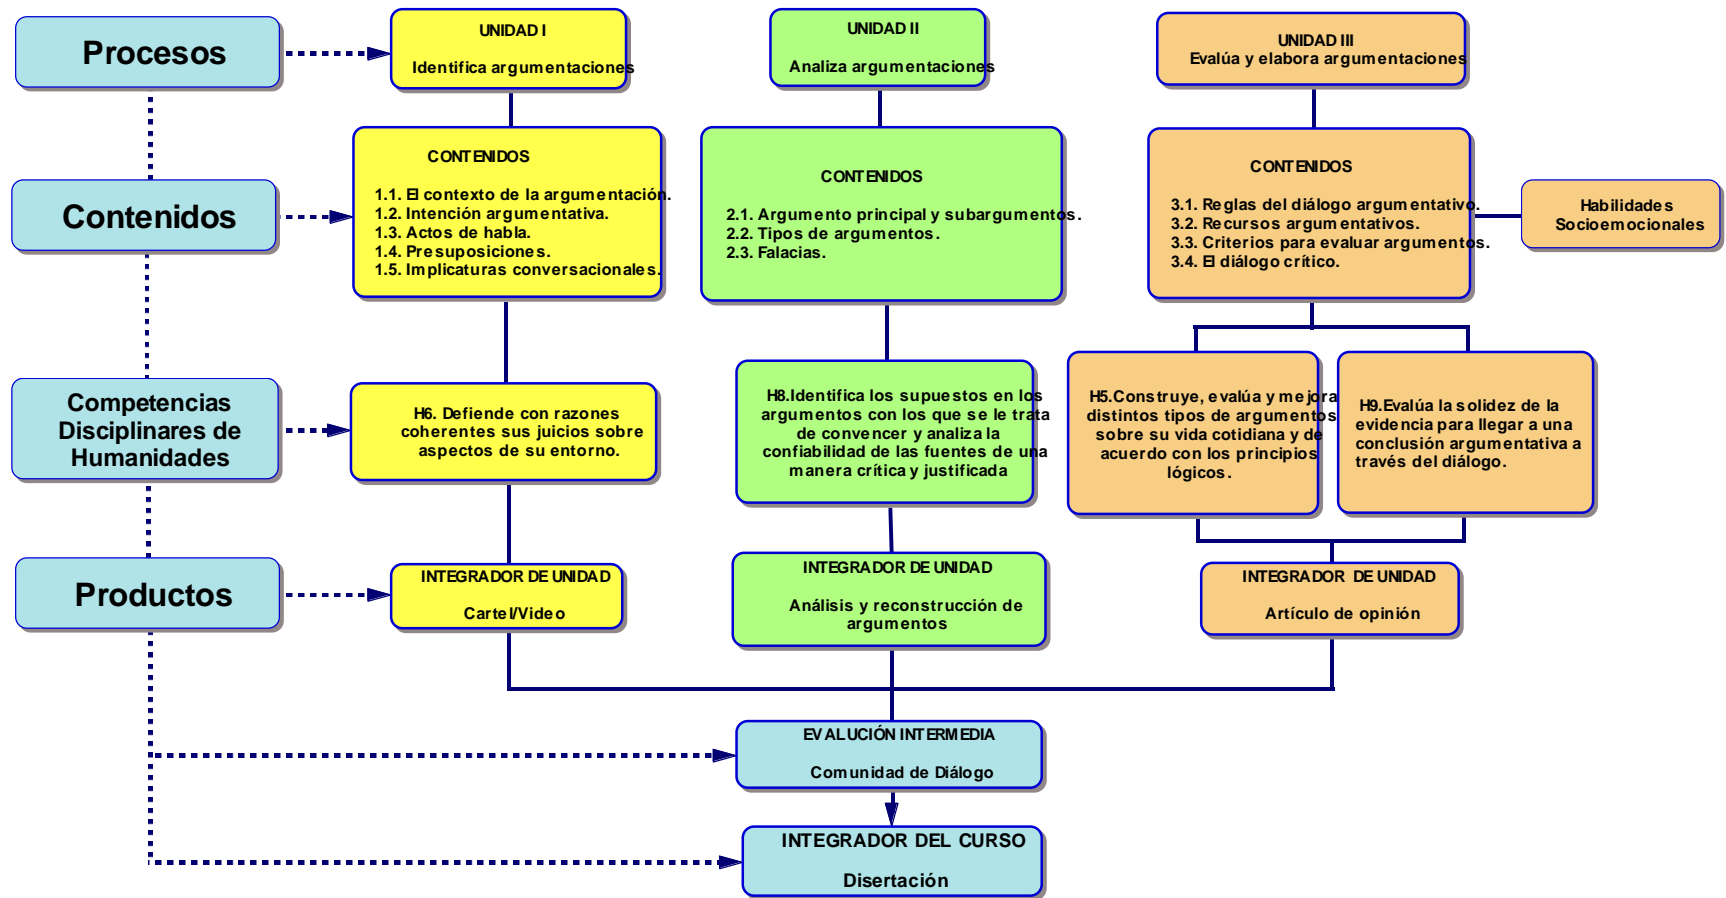 Procesos
UNIDAD I
Identifica argumentaciones
UNIDAD II
Analiza argumentaciones
UNIDAD III
Evalúa y elabora argumentaciones
Contenidos
CONTENIDOS
1.1. El contexto de la argumentación.
1.2. Intención argumentativa.
1.3. Actos de habla.
1.4. Presuposiciones.
1.5. Implicaturas conversacionales.
CONTENIDOS
2.1. Argumento principal y subargumentos.
2.2. Tipos de argumentos.
2.3. Falacias.
CONTENIDOS
3.1. Reglas del diálogo argumentativo.
3.2. Recursos argumentativos.
3.3. Criterios para evaluar argumentos.
3.4. El diálogo crítico.
Habilidades
Socioemocionales
Competencias
Disciplinares de
Humanidades
H6. Defiende con razones
coherentes sus juicios sobre
aspectos de su entorno.
H8.Identifica los supuestos en los
argumentos con los que se le trata
de convencer y analiza la
confiabilidad de las fuentes de una
manera crítica y justificada
H5.Construye, evalúa y mejora
distintos tipos de argumentos
sobre su vida cotidiana y de
acuerdo con los principios
lógicos.
H9.Evalúa la solidez de la
evidencia para llegar a una
conclusión argumentativa a
través del diálogo.
Productos
INTEGRADOR DE UNIDAD
Cartel/Video
INTEGRADOR DE UNIDAD
Análisis y reconstrucción de
argumentos
INTEGRADOR DE UNIDAD
Artículo de opinión
EVALUCIÓN INTERMEDIA
Comunidad de Diálogo
INTEGRADOR DEL CURSO
Disertación